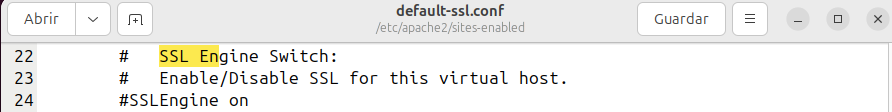 Abrir
default-ssl.conf
/etc/apache2/sites-enabled
Guardar
22 # SSL Engine Switch:
23 # Enable/Disable SSL for this virtual host.
24 #SSLEngine on